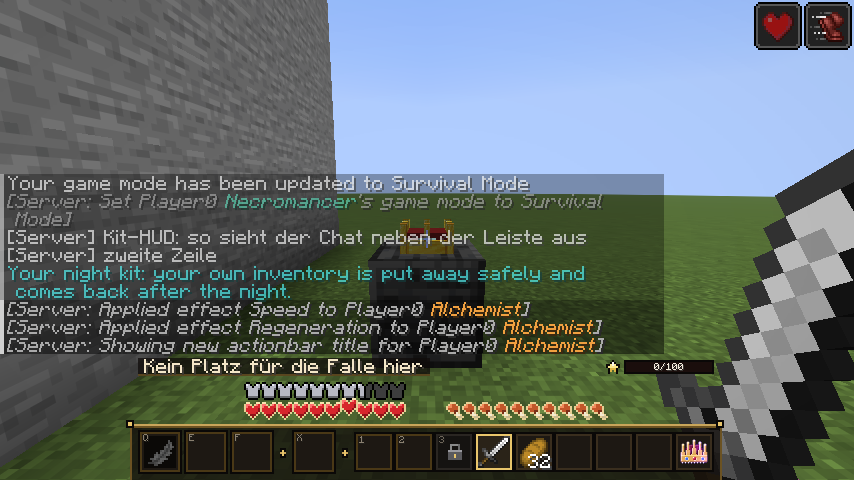 Your game mode has been updated to Survival Mode
[Server: Set Player0 Necromancer's game mode to Survival
Mode]
[Server] Kit-HUD: so sieht der Chat neben der Leiste aus
[Server] zweite Zeile
Your night kit: your own inventory is put away safely and
comes back after the night.
[Server: Applied effect Speed to Player0 Alchemist]
[Server: Applied effect Regeneration to Player0 Alchemist]
[Server: Showing new actionbar title for Player0 Alchemist]
Kein Platz für die Falle hier
0/100
Q E F X 1 2 3
32